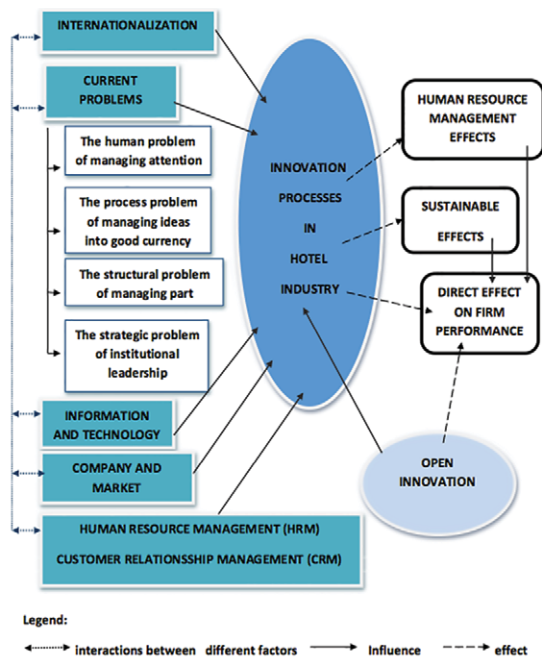 INTERNATIONALIZATION
CURRENT
PROBLEMS
The human problem
of managing attention
The process problem
of managing ideas
into good currency
The structural problem
of managing part
The strategic problem
of institutional
leadership
INFORMATION
AND TECHNOLOGY
COMPANY AND
MARKET
HUMAN RESOURCE MANAGEMENT (HRM)
CUSTOMER RELATIONSSHIP MANAGEMENT (CRM)
INNOVATION
PROCESSES
IN
HOTEL
INDUSTRY
HUMAN RESOURCE
MANAGEMENT
EFFECTS
SUSTAINABLE
EFFECTS
DIRECT EFFECT
ON FIRM
PERFORMANCE
OPEN
INNOVATION
Legend:
interactions between different factors
Influence
effect